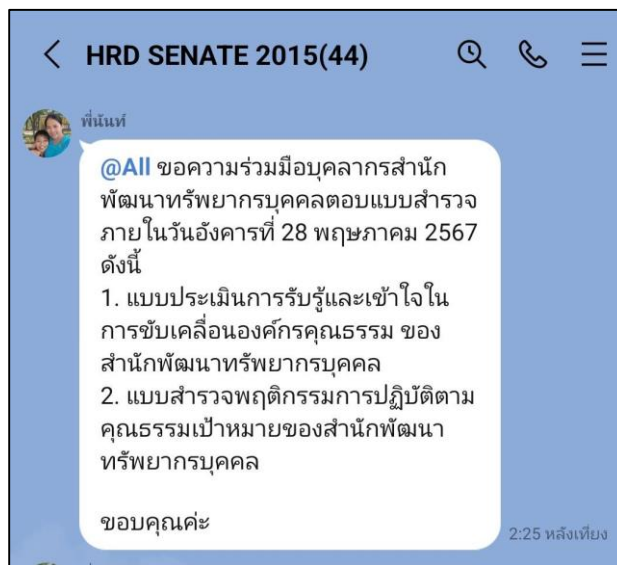 HRD SENATE 2015(44)
พี่นันท์
@All ขอความร่วมมือบุคลากรสำนัก
พัฒนาทรัพยากรบุคคลตอบแบบสำรวจ
ภายในวันอังคารที่ 28 พฤษภาคม 2567
ดังนี้
1. แบบประเมินการรับรู้และเข้าใจใน
การขับเคลื่อนองค์กรคุณธรรม ของ
สำนักพัฒนาทรัพยากรบุคคล
2. แบบสำรวจพฤติกรรมการปฏิบัติตาม
คุณธรรมเป้าหมายของสำนักพัฒนา
ทรัพยากรบุคคล
ขอบคุณค่ะ
2:25 หลังเที่ยง